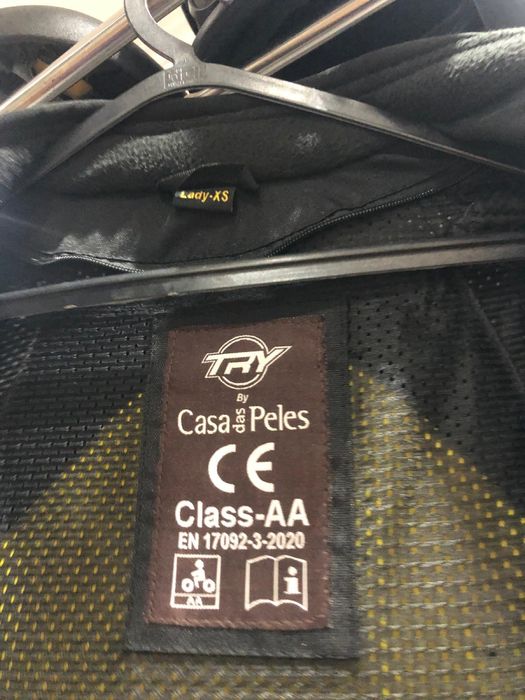 Lady-XS
TRY
By
Casa das Peles
CE
Class-AA
EN 17092-3-2020
AA
i